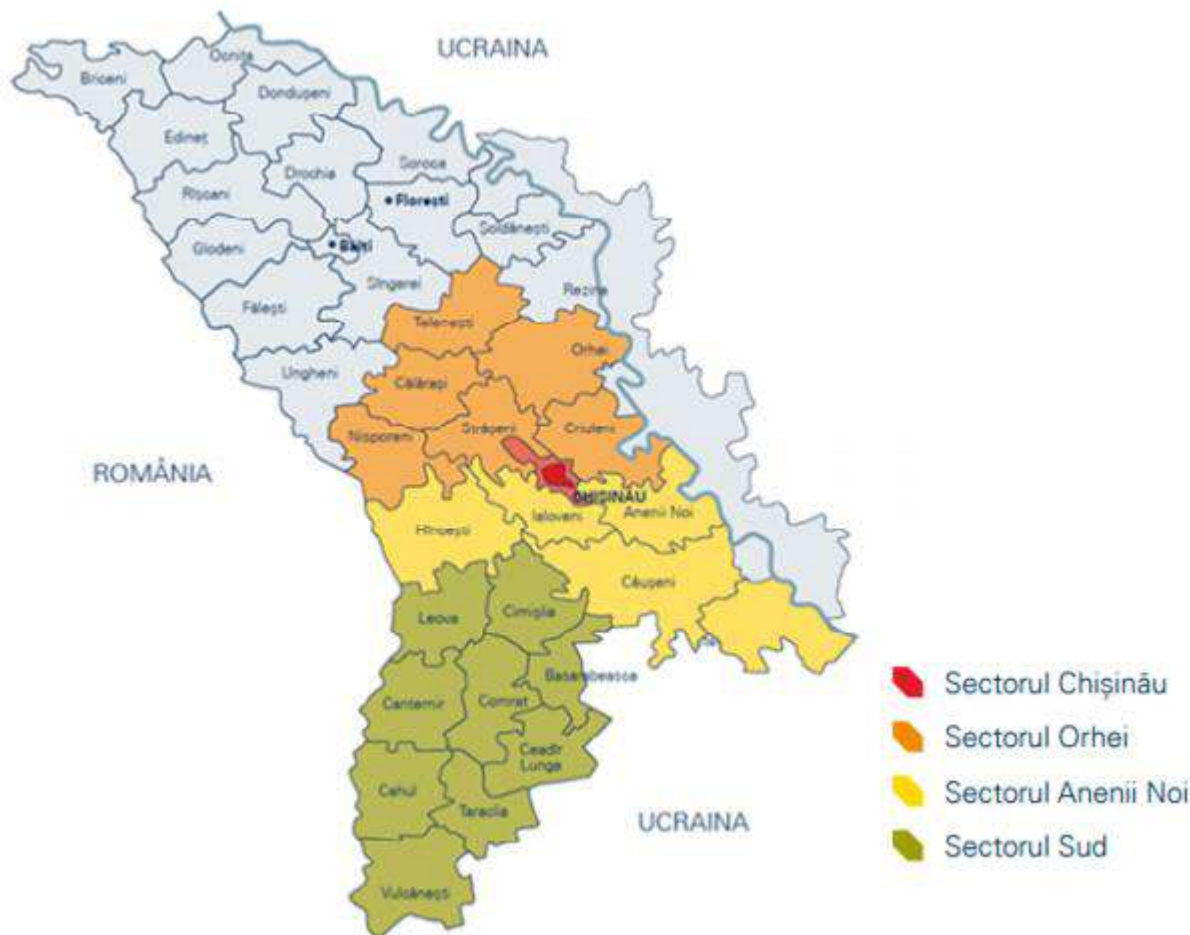 UCRAINA
Ocnița
Briceni
Dondușeni
Edineț
Soroca
Drochia
Rîșcani
Florești
Șoldănești
Glodeni
Bălți
Sîngerei
Rezina
Fălești
Telenești
Orhei
Ungheni
Călărași
Strășeni
Criuleni
Nisporeni
ROMÂNIA
CHIȘINĂU
Ialoveni
Anenii Noi
Hîncești
Căușeni
Leova
Cimișlia
Basarabeasca
Sectorul Chișinău
Cantemir
Comrat
Sectorul Orhei
Ceadîr
Lunga
Cahul
Sectorul Anenii Noi
Taraclia
UCRAINA
Sectorul Sud
Vulcănești